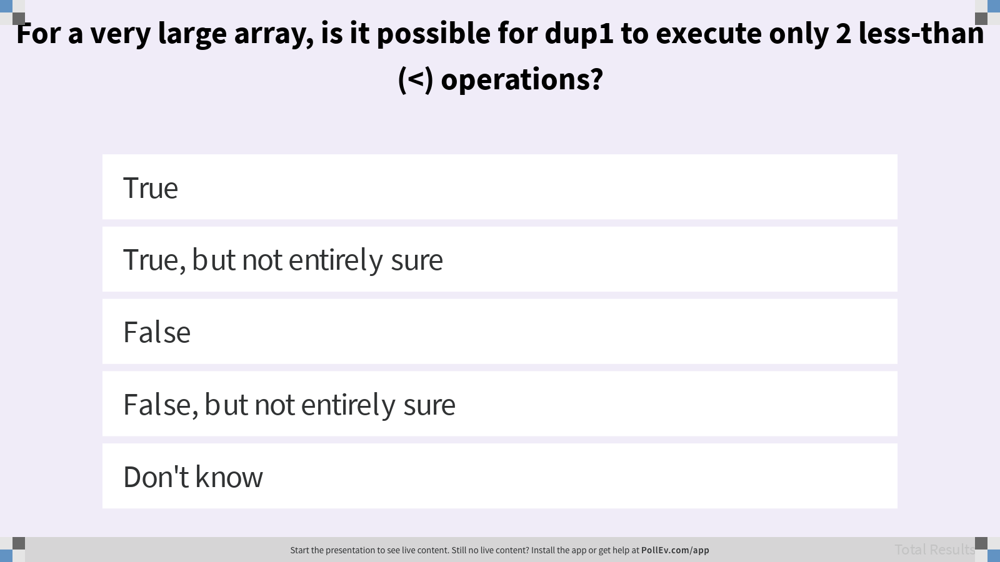 For a very large array, is it possible for dup1 to execute only 2 less-than
(<) operations?
True
True, but not entirely sure
False
False, but not entirely sure
Don't know
Start the presentation to see live content. Still no live content? Install the app or get help at PollEv.com/app
Total Results